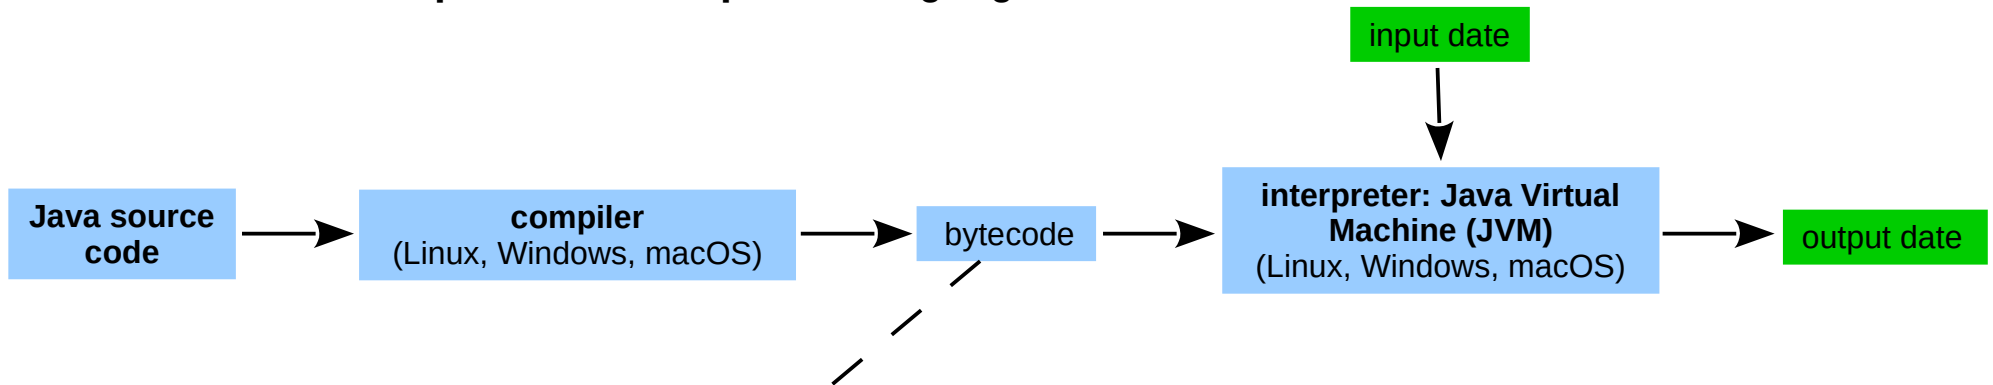 input date
Java source
code
compiler
(Linux, Windows, macOS)
bytecode
interpreter: Java Virtual
Machine (JVM)
(Linux, Windows, macOS)
output date